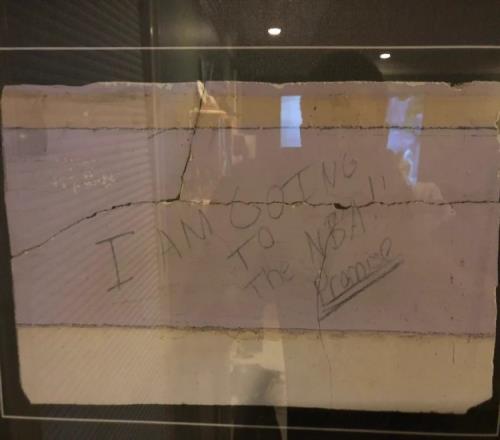 I AM GOING
TO
The NBA!!
Promise